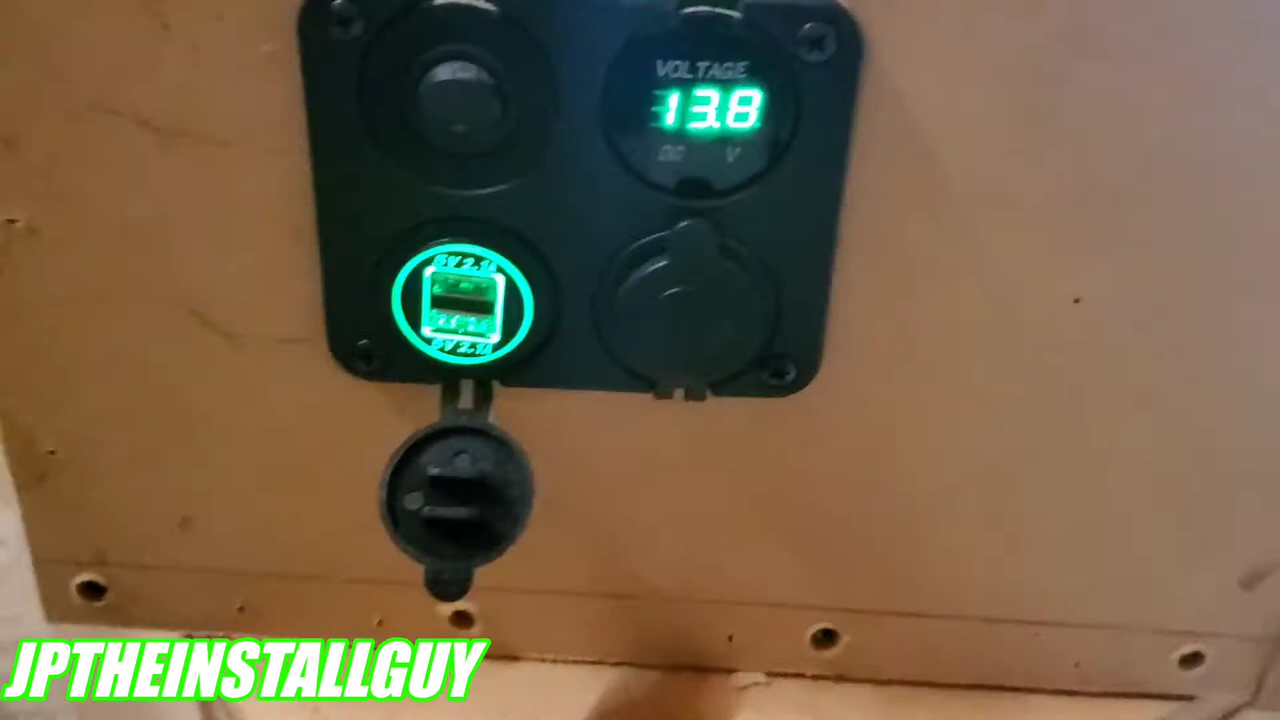 VOLTAGE
13.8
DC V
5V 2.1A
5V 2.1A
JPTHEINSTALLGUY